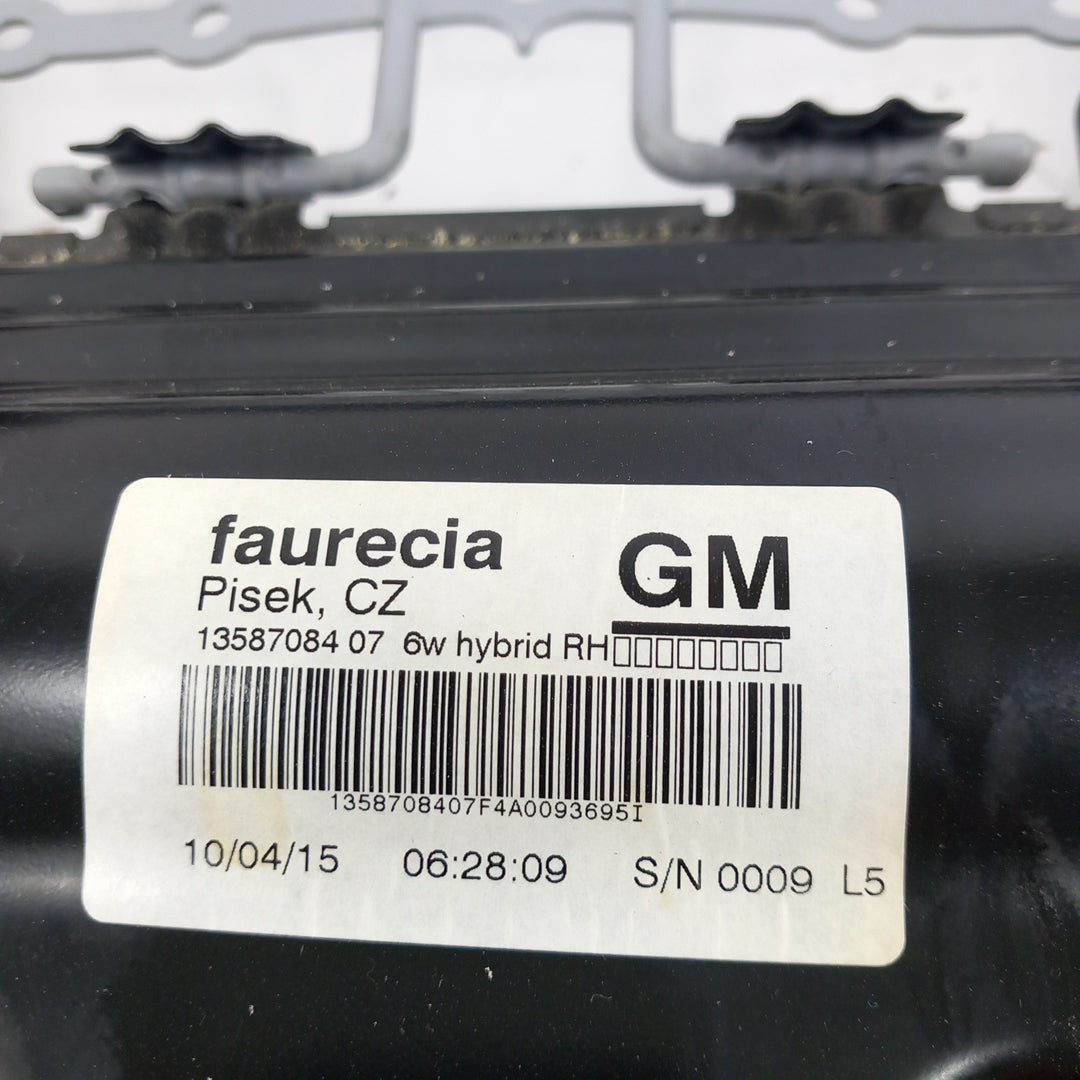 faurecia
GM
Pisek, CZ
13587084 07 6w hybrid RH□□□□□□□□
1358708407F4A0093695I
10/04/15 06:28:09 S/N 0009 L5